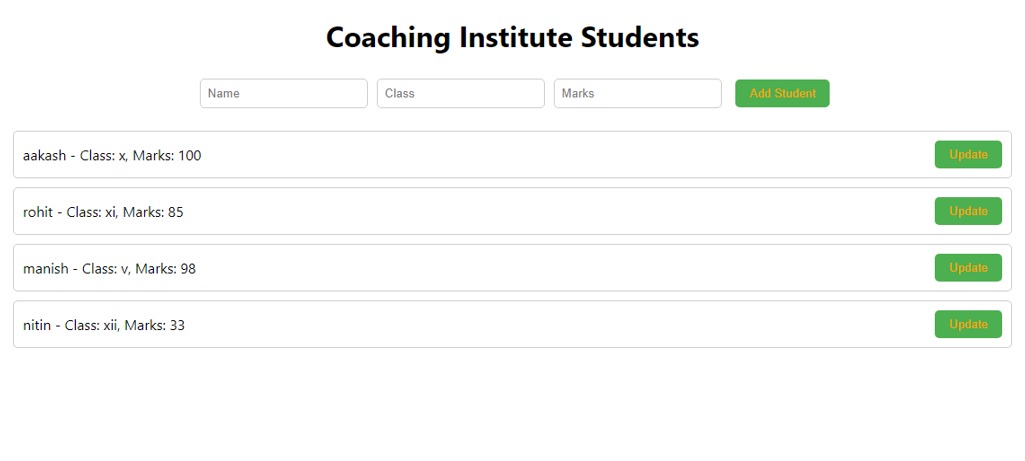 Coaching Institute Students
Name Class Marks Add Student
aakash - Class: x, Marks: 100 Update
rohit - Class: xi, Marks: 85 Update
manish - Class: v, Marks: 98 Update
nitin - Class: xii, Marks: 33 Update